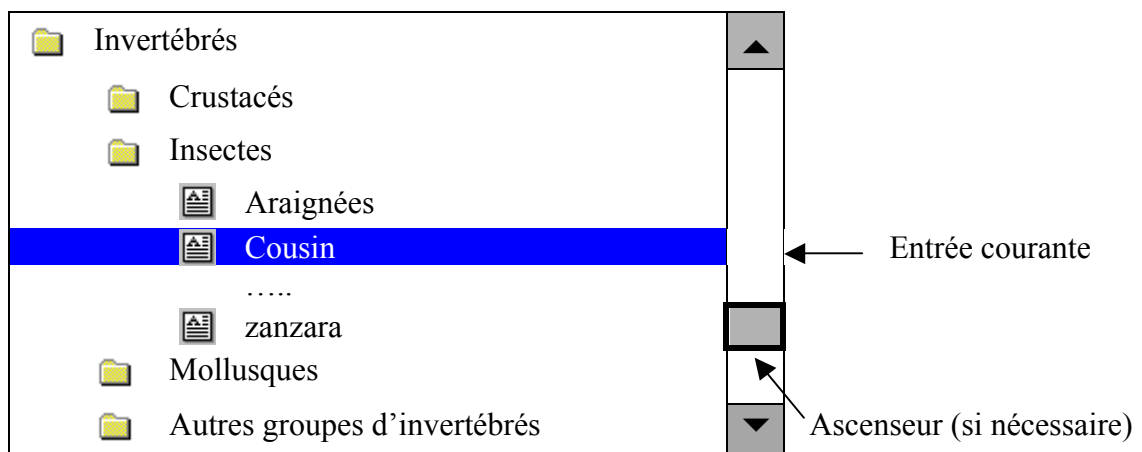 Invertébrés
Crustacés
Insectes
Araignées
Cousin
Entrée courante
.....
zanzara
Mollusques
Autres groupes d’invertébrés
Ascenseur (si nécessaire)